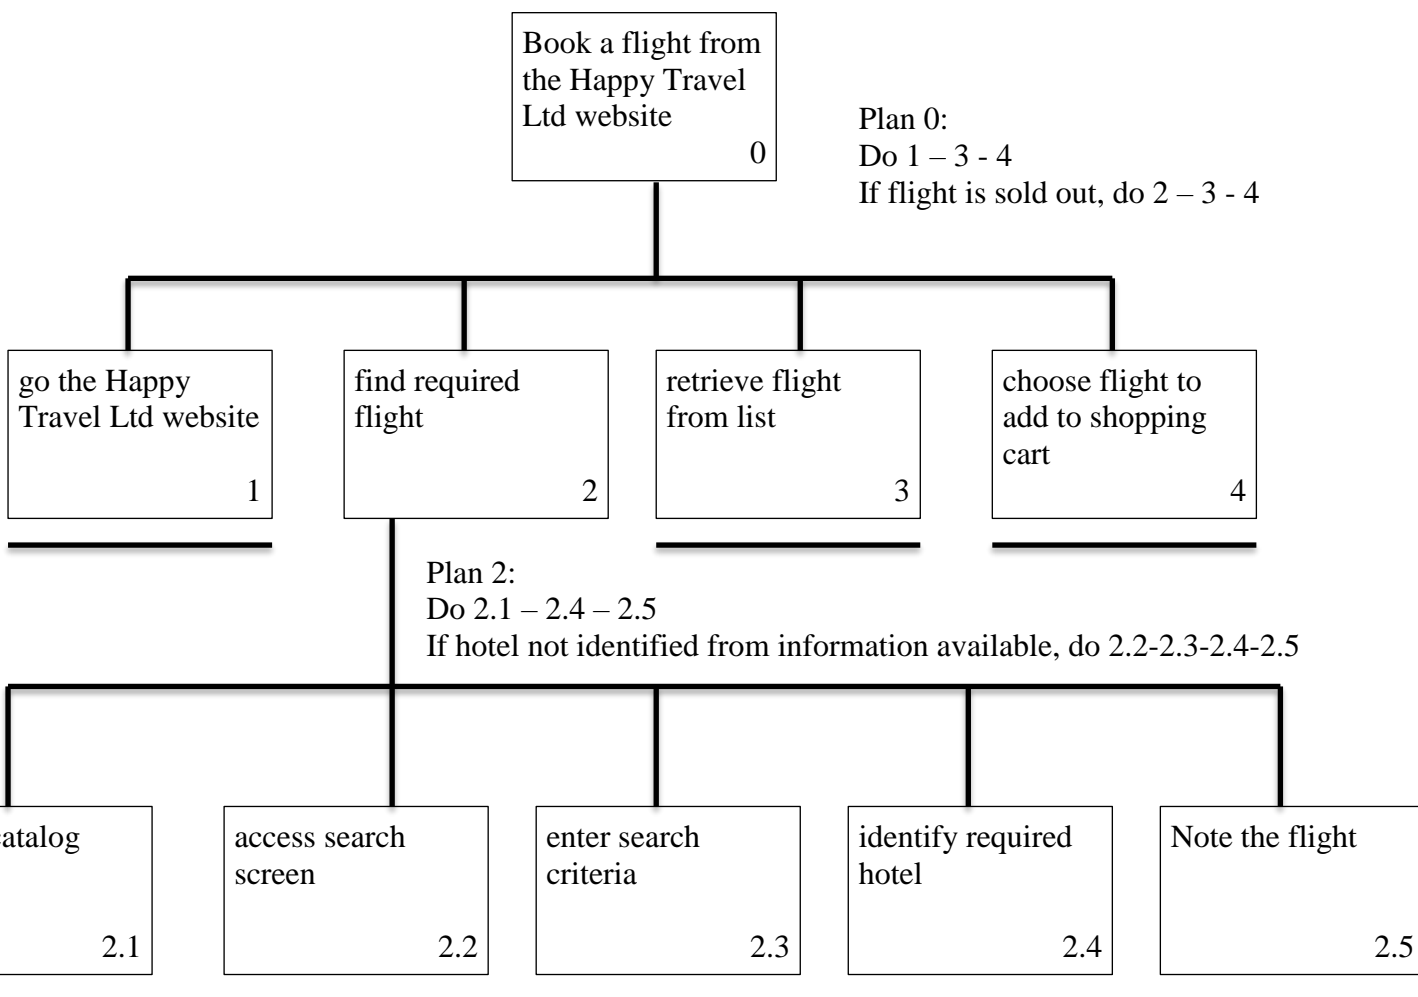 Book a flight from
the Happy Travel
Ltd website
0
Plan 0:
Do 1 – 3 - 4
If flight is sold out, do 2 – 3 - 4
go the Happy
Travel Ltd website
1
find required
flight
2
retrieve flight
from list
3
choose flight to
add to shopping
cart
4
Plan 2:
Do 2.1 – 2.4 – 2.5
If hotel not identified from information available, do 2.2-2.3-2.4-2.5
2.1
access search
screen
2.2
enter search
criteria
2.3
identify required
hotel
2.4
Note the flight
2.5